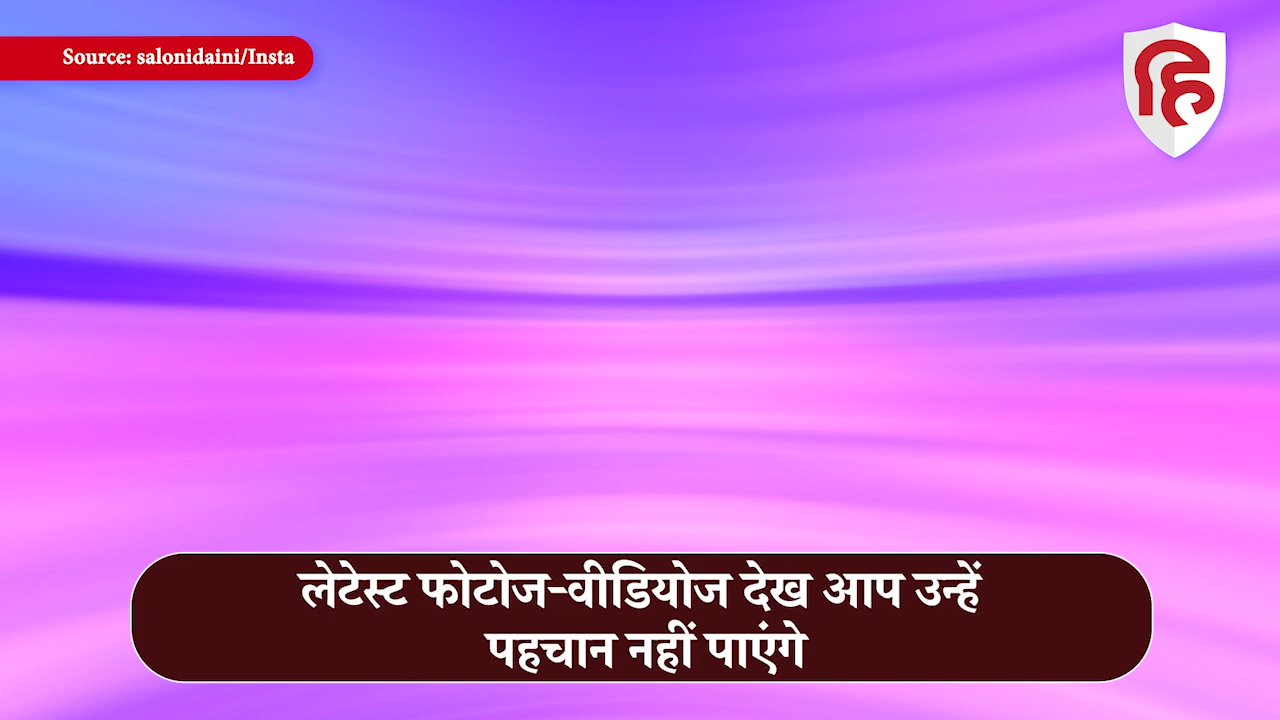 Source: salonidaini/Insta
हि
लेटेस्ट फोटोज-वीडियोज देख आप उन्हें
पहचान नहीं पाएंगे